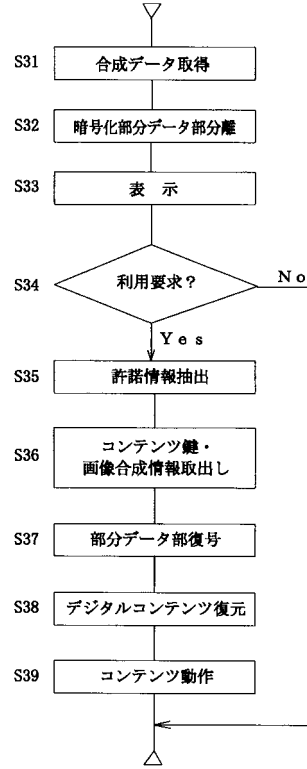 S31 合成データ取得
S32 暗号化部分データ部分離
S33 表 示
S34 利用要求？ No
Yes
S35 許諾情報抽出
S36 コンテンツ鍵・
画像合成情報取出し
S37 部分データ部復号
S38 デジタルコンテンツ復元
S39 コンテンツ動作